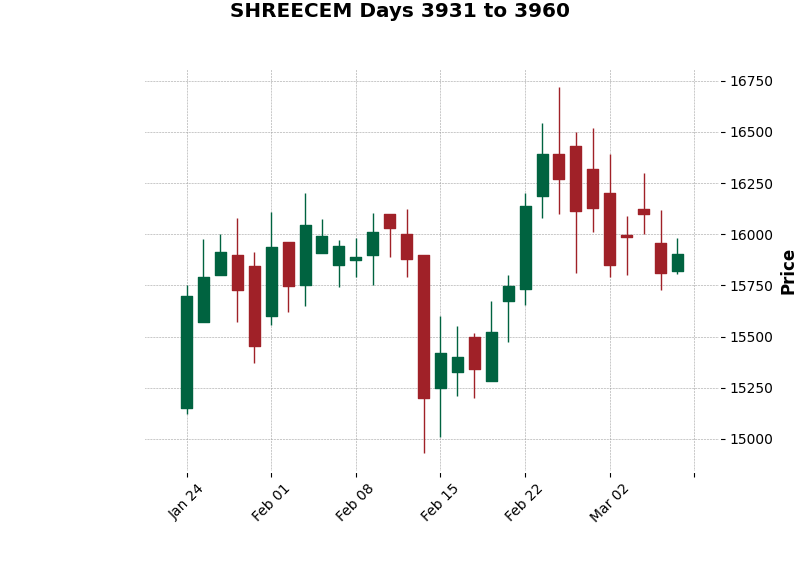 SHREECEM Days 3931 to 3960
16750
16500
16250
16000
15750
15500
15250
15000
Price
Jan 24
Feb 01
Feb 08
Feb 15
Feb 22
Mar 02